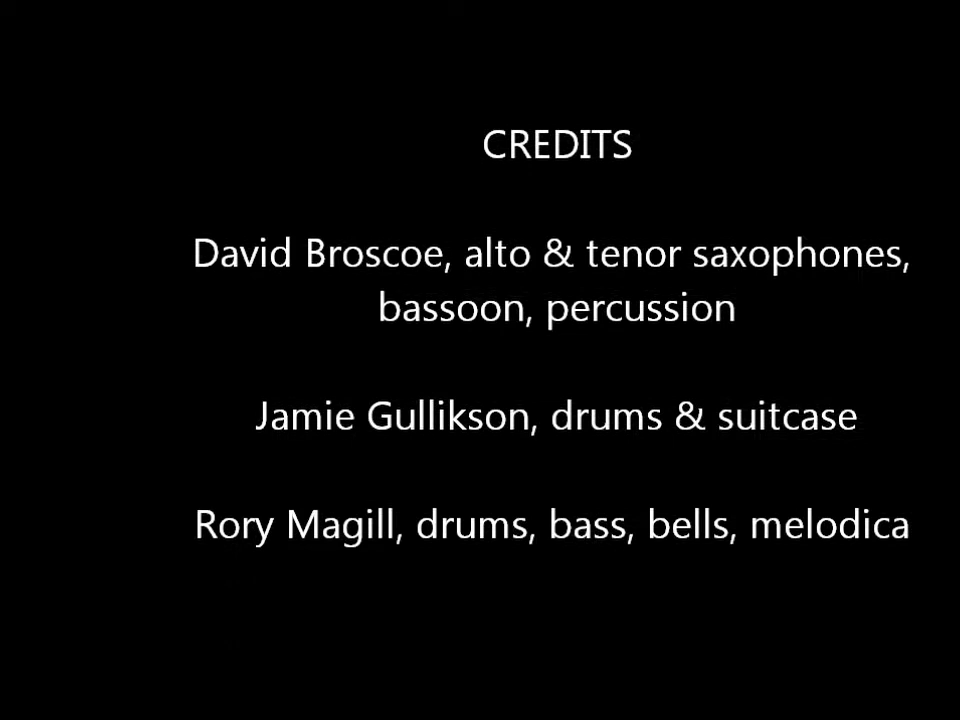 CREDITS
David Broscoe, alto & tenor saxophones,
bassoon, percussion
Jamie Gullikson, drums & suitcase
Rory Magill, drums, bass, bells, melodica